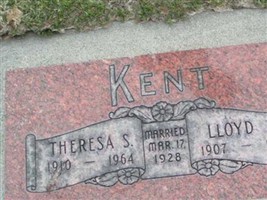 KENT
THERESA S.
1910 — 1964
MARRIED
MAR. 17,
1928
LLOYD
1907 —